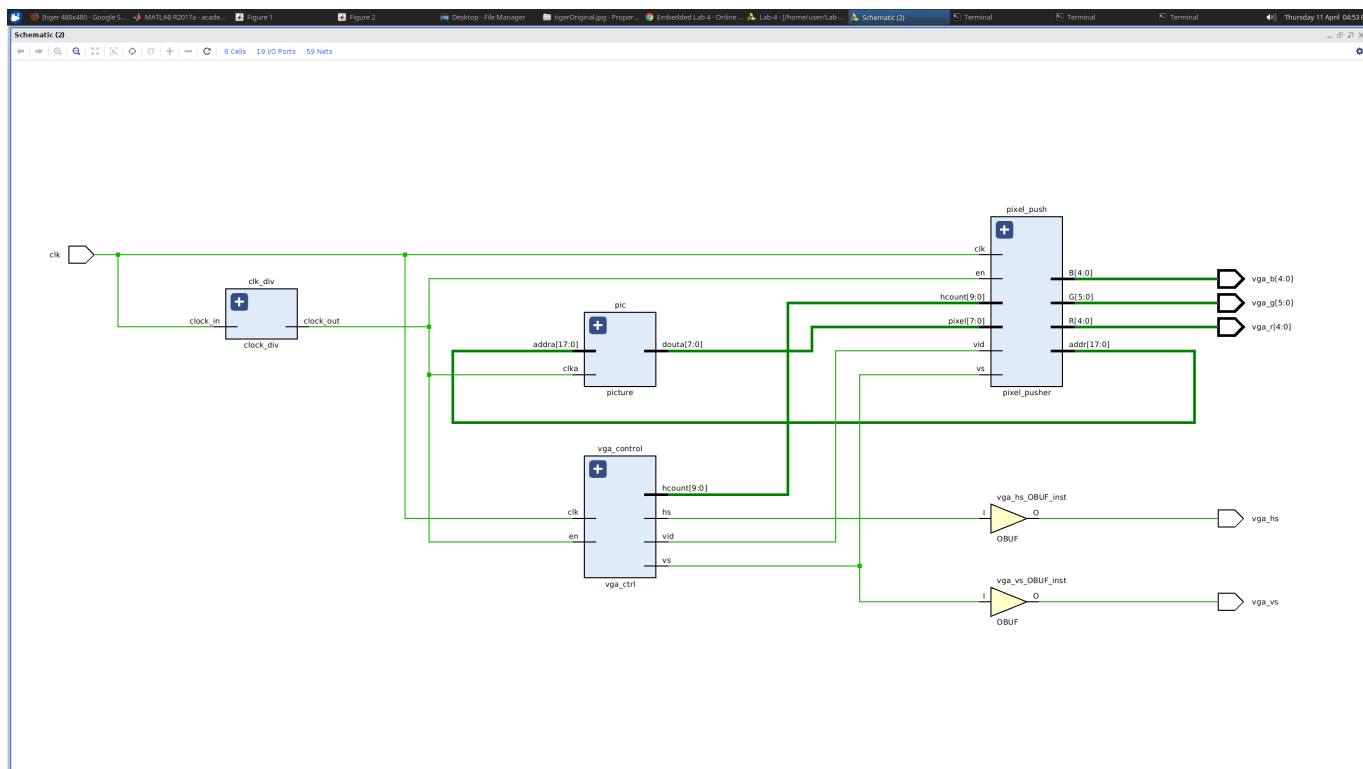 [tiger 480x480 - Google S...
MATLAB R2017a - acade...
Figure 1
Figure 2
Desktop - File Manager
tigerOriginal.jpg - Proper...
Embedded Lab 4 - Online ...
Lab-4 - [/home/user/Lab-...
Schematic (2)
Terminal
Terminal
Terminal
Thursday 11 April 04:53
Schematic (2)
6 Cells 19 I/O Ports 59 Nets
pixel_push
clk
clk
en
B[4:0]
vga_b[4:0]
clk_div
hcount[9:0]
G[5:0]
vga_g[5:0]
pic
clock_in
clock_out
pixel[7:0]
R[4:0]
vga_r[4:0]
clock_div
addra[17:0]
douta[7:0]
vid
addr[17:0]
clka
vs
picture
pixel_pusher
vga_control
hcount[9:0]
vga_hs_OBUF_inst
clk
hs
I
O
vga_hs
en
vid
OBUF
vs
vga_ctrl
vga_vs_OBUF_inst
I
O
vga_vs
OBUF